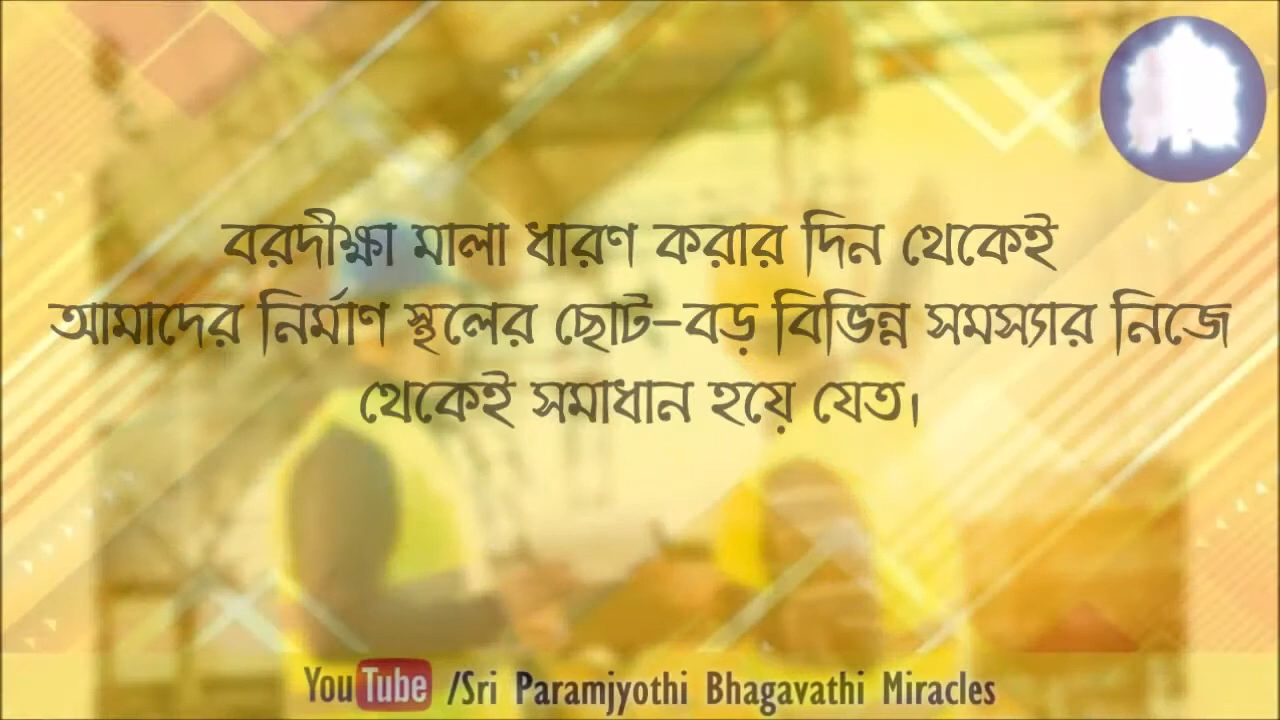 বরদীক্ষা মালা ধারণ করার দিন থেকেই
আমাদের নির্মাণ স্থলের ছোট-বড় বিভিন্ন সমস্যার নিজে
থেকেই সমাধান হয়ে যেত।
YouTube /Sri Paramjyothi Bhagavathi Miracles